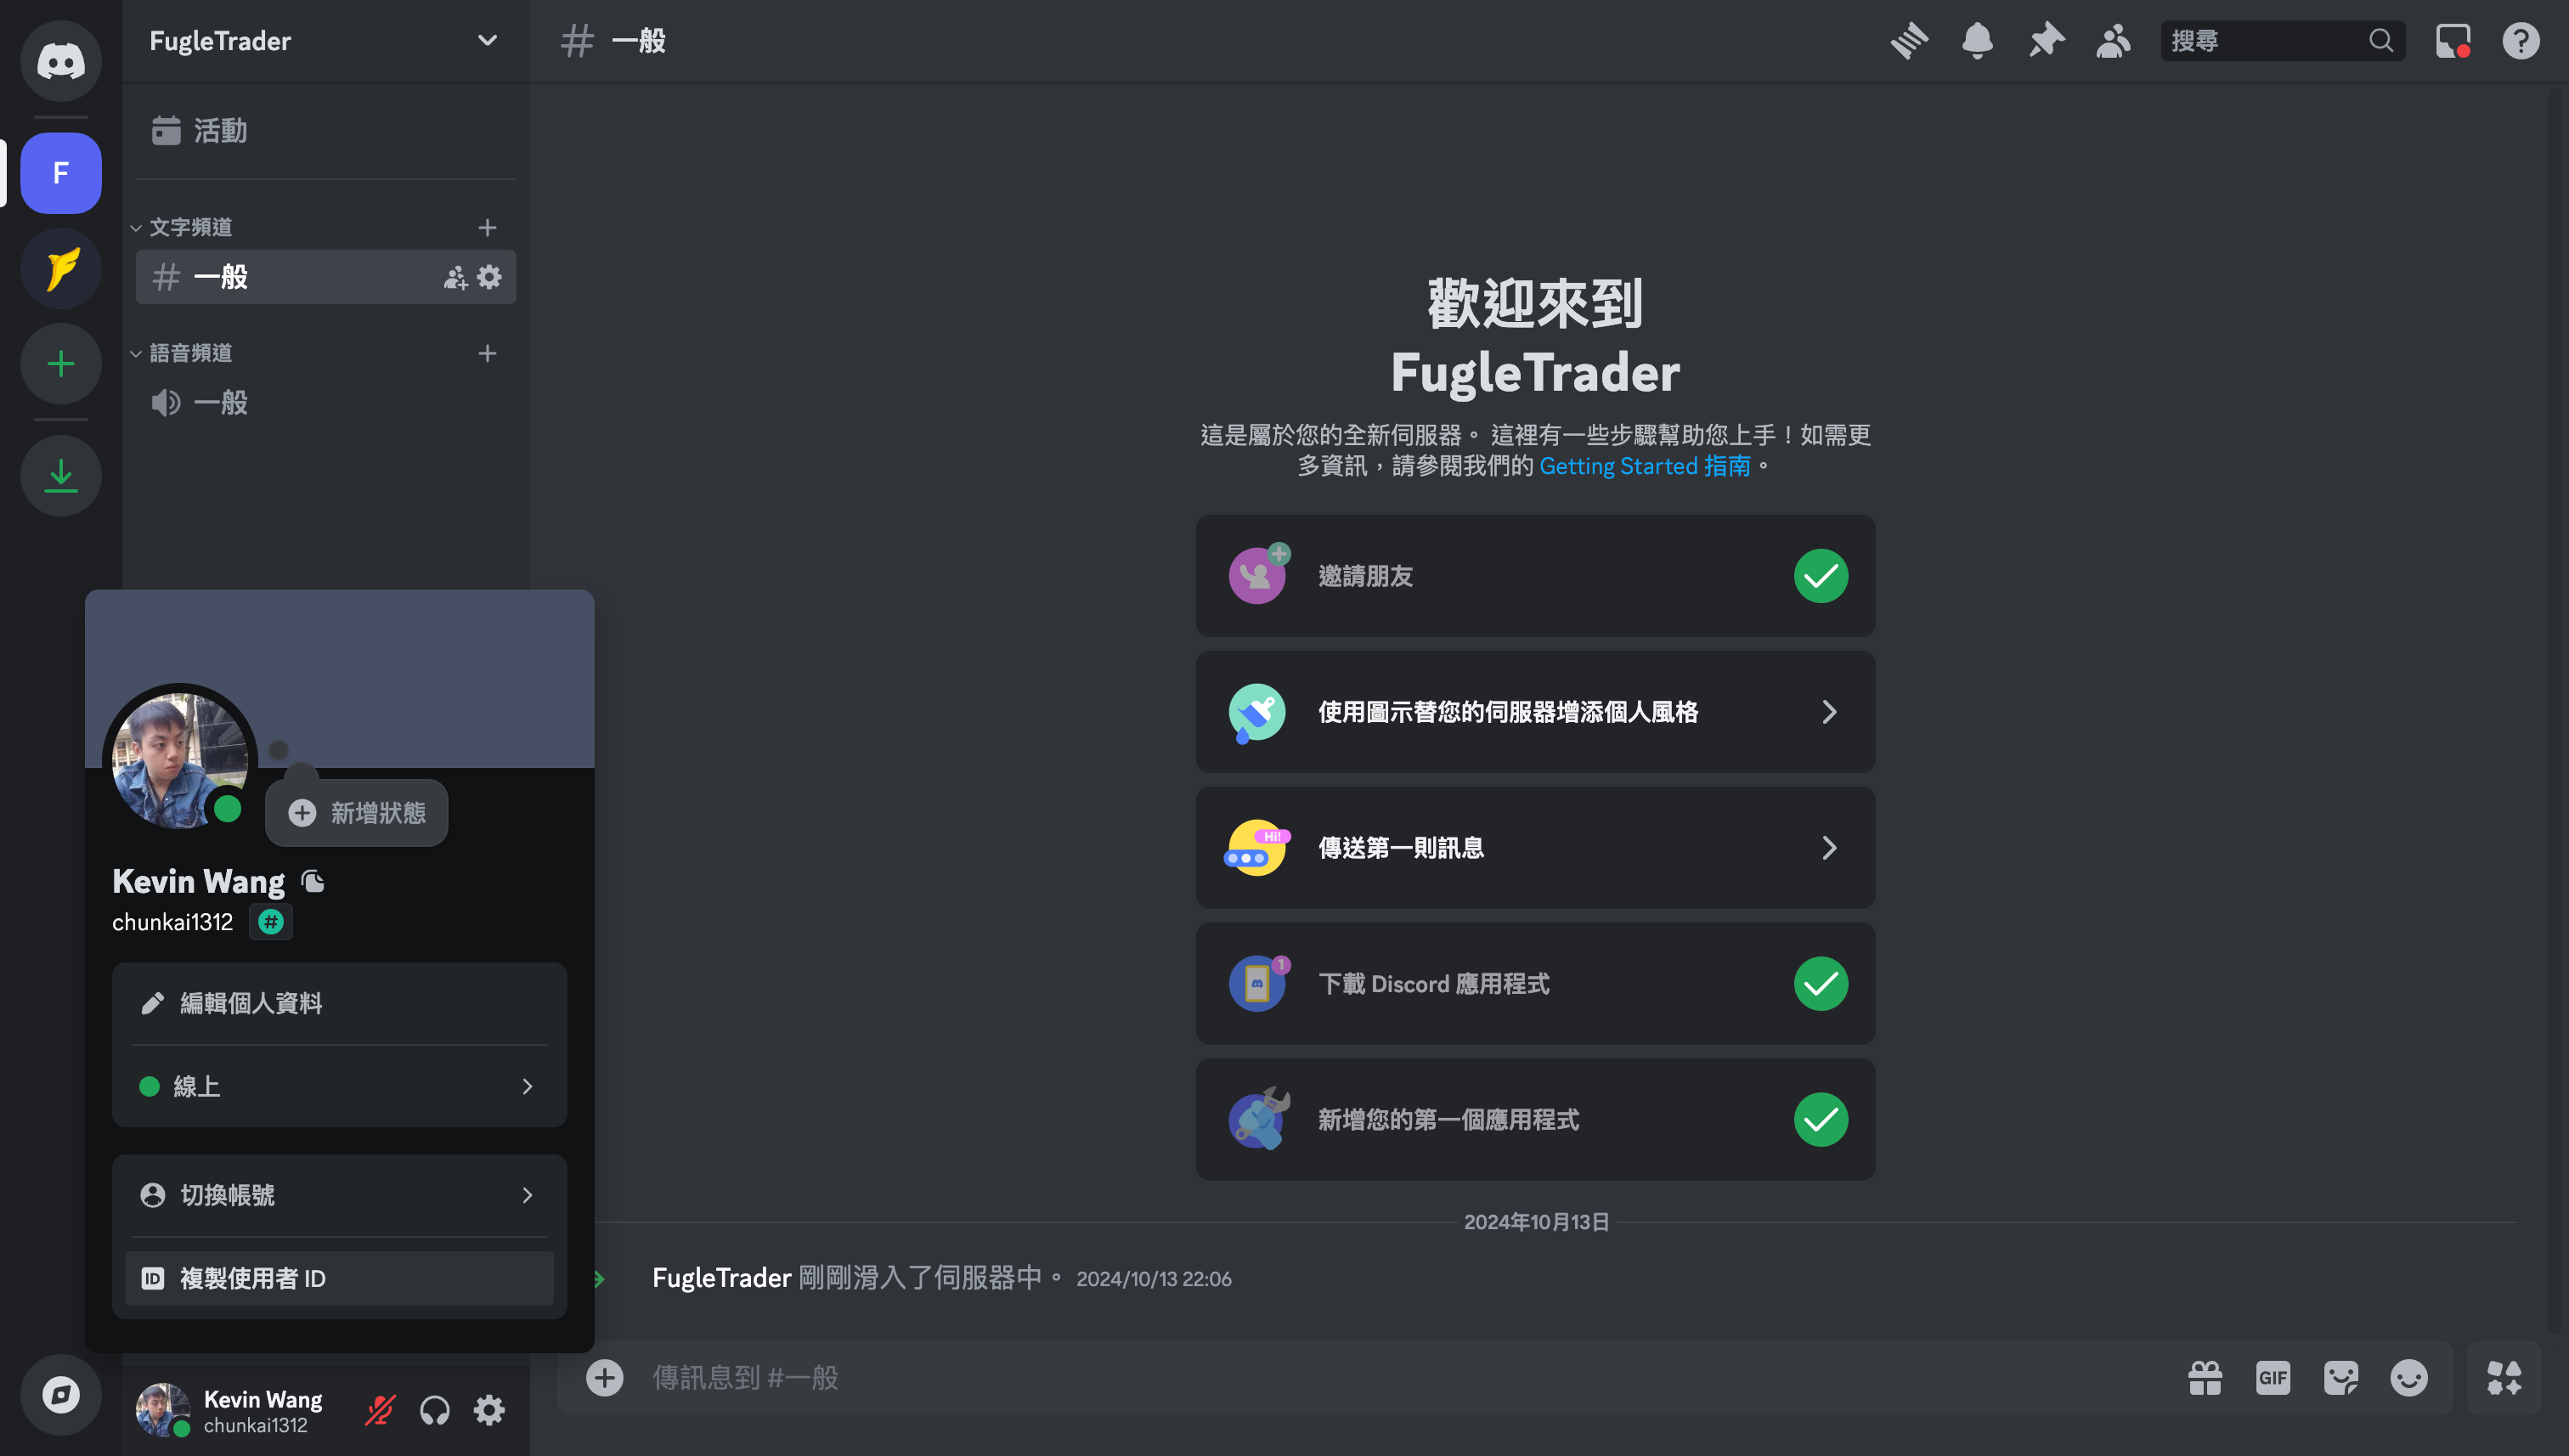 FugleTrader
一般
搜尋
活動
F
文字頻道
一般
語音頻道
一般
歡迎來到
FugleTrader
這是屬於您的全新伺服器。 這裡有一些步驟幫助您上手！如需更
多資訊，請參閱我們的 Getting Started 指南。
邀請朋友
使用圖示替您的伺服器增添個人風格
Hi!
傳送第一則訊息
1
下載 Discord 應用程式
新增您的第一個應用程式
新增狀態
Kevin Wang
chunkai1312
#
編輯個人資料
線上
切換帳號
ID 複製使用者 ID
2024年10月13日
FugleTrader 剛剛滑入了伺服器中。 2024/10/13 22:06
傳訊息到 #一般
GIF
Kevin Wang
chunkai1312